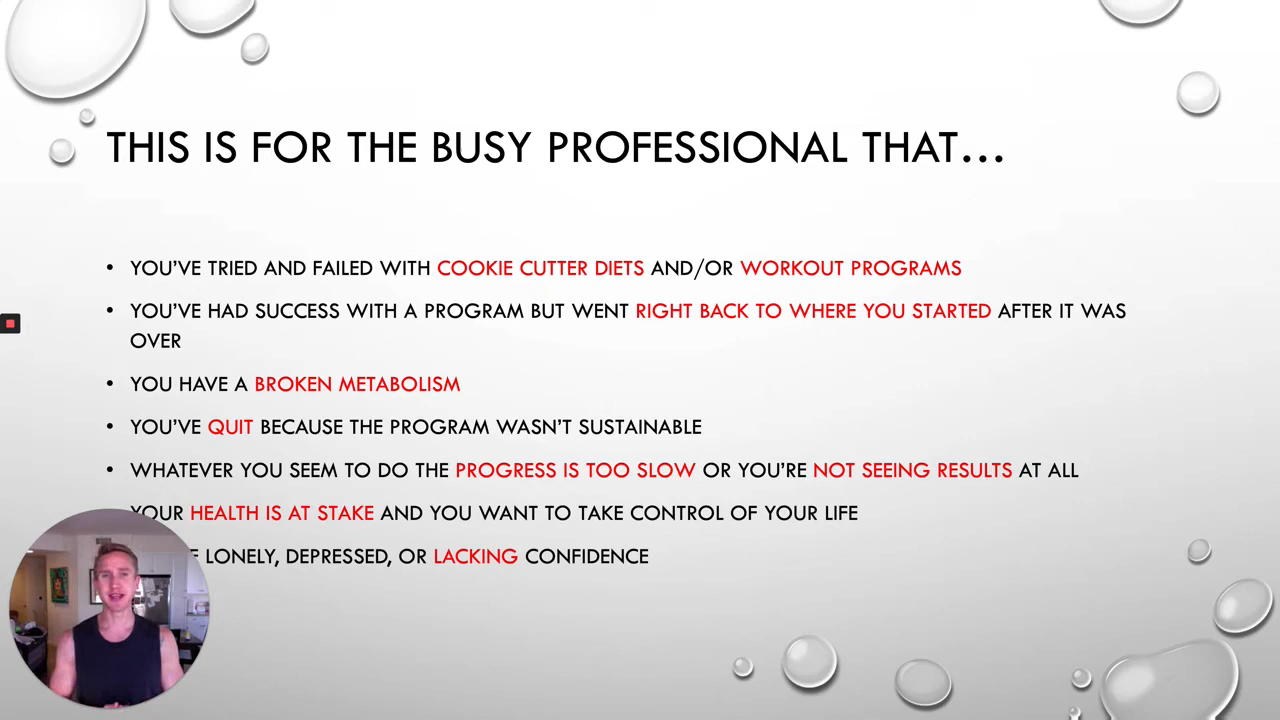 THIS IS FOR THE BUSY PROFESSIONAL THAT...
• YOU'VE TRIED AND FAILED WITH COOKIE CUTTER DIETS AND/OR WORKOUT PROGRAMS
• YOU'VE HAD SUCCESS WITH A PROGRAM BUT WENT RIGHT BACK TO WHERE YOU STARTED AFTER IT WAS
OVER
• YOU HAVE A BROKEN METABOLISM
• YOU'VE QUIT BECAUSE THE PROGRAM WASN'T SUSTAINABLE
• WHATEVER YOU SEEM TO DO THE PROGRESS IS TOO SLOW OR YOU'RE NOT SEEING RESULTS AT ALL
YOUR HEALTH IS AT STAKE AND YOU WANT TO TAKE CONTROL OF YOUR LIFE
LONELY, DEPRESSED, OR LACKING CONFIDENCE